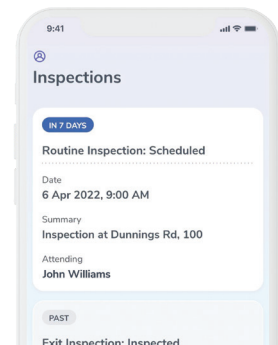 9:41
Inspections
IN 7 DAYS
Routine Inspection: Scheduled
Date
6 Apr 2022, 9:00 AM
Summary
Inspection at Dunnings Rd, 100
Attending
John Williams
PAST
Exit Inspection: Inspected